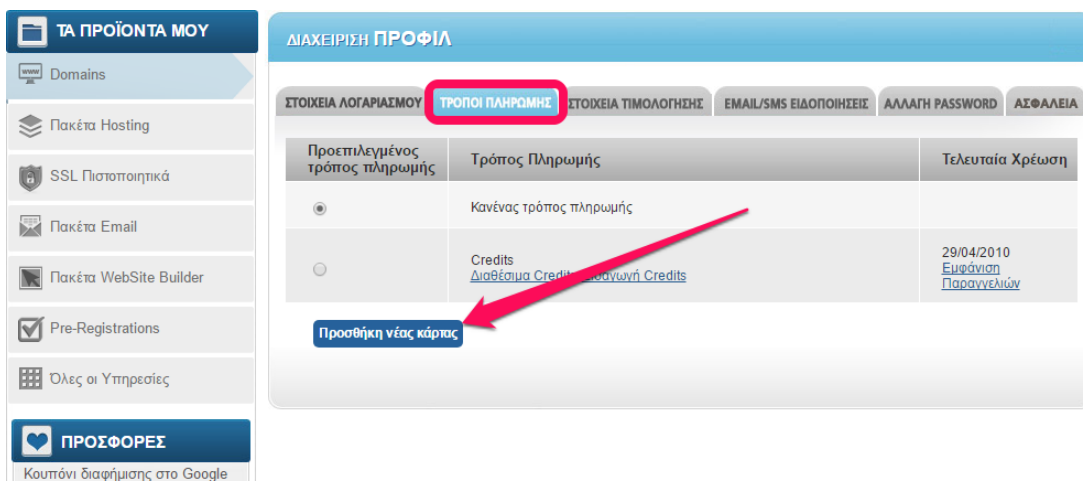 ΤΑ ΠΡΟΪΟΝΤΑ ΜΟΥ
www
Domains
Πακέτα Hosting
SSL Πιστοποιητικά
Πακέτα Email
Πακέτα WebSite Builder
Pre-Registrations
Όλες οι Υπηρεσίες
ΠΡΟΣΦΟΡΕΣ
Κουπόνι διαφήμισης στο Google
ΔΙΑΧΕΙΡΙΣΗ ΠΡΟΦΙΛ
ΣΤΟΙΧΕΙΑ ΛΟΓΑΡΙΑΣΜΟΥ ΤΡΟΠΟΙ ΠΛΗΡΩΜΗΣ ΣΤΟΙΧΕΙΑ ΤΙΜΟΛΟΓΗΣΗΣ EMAIL/SMS ΕΙΔΟΠΟΙΗΣΕΙΣ ΑΛΛΑΓΗ PASSWORD ΑΣΦΑΛΕΙΑ
Προεπιλεγμένος
τρόπος πληρωμής
Τρόπος Πληρωμής
Τελευταία Χρέωση
Κανένας τρόπος πληρωμής
Credits
Διαθέσιμα Credits Credits
29/04/2010
Εμφάνιση
Παραγγελιών
Προσθήκη νέας κάρτας